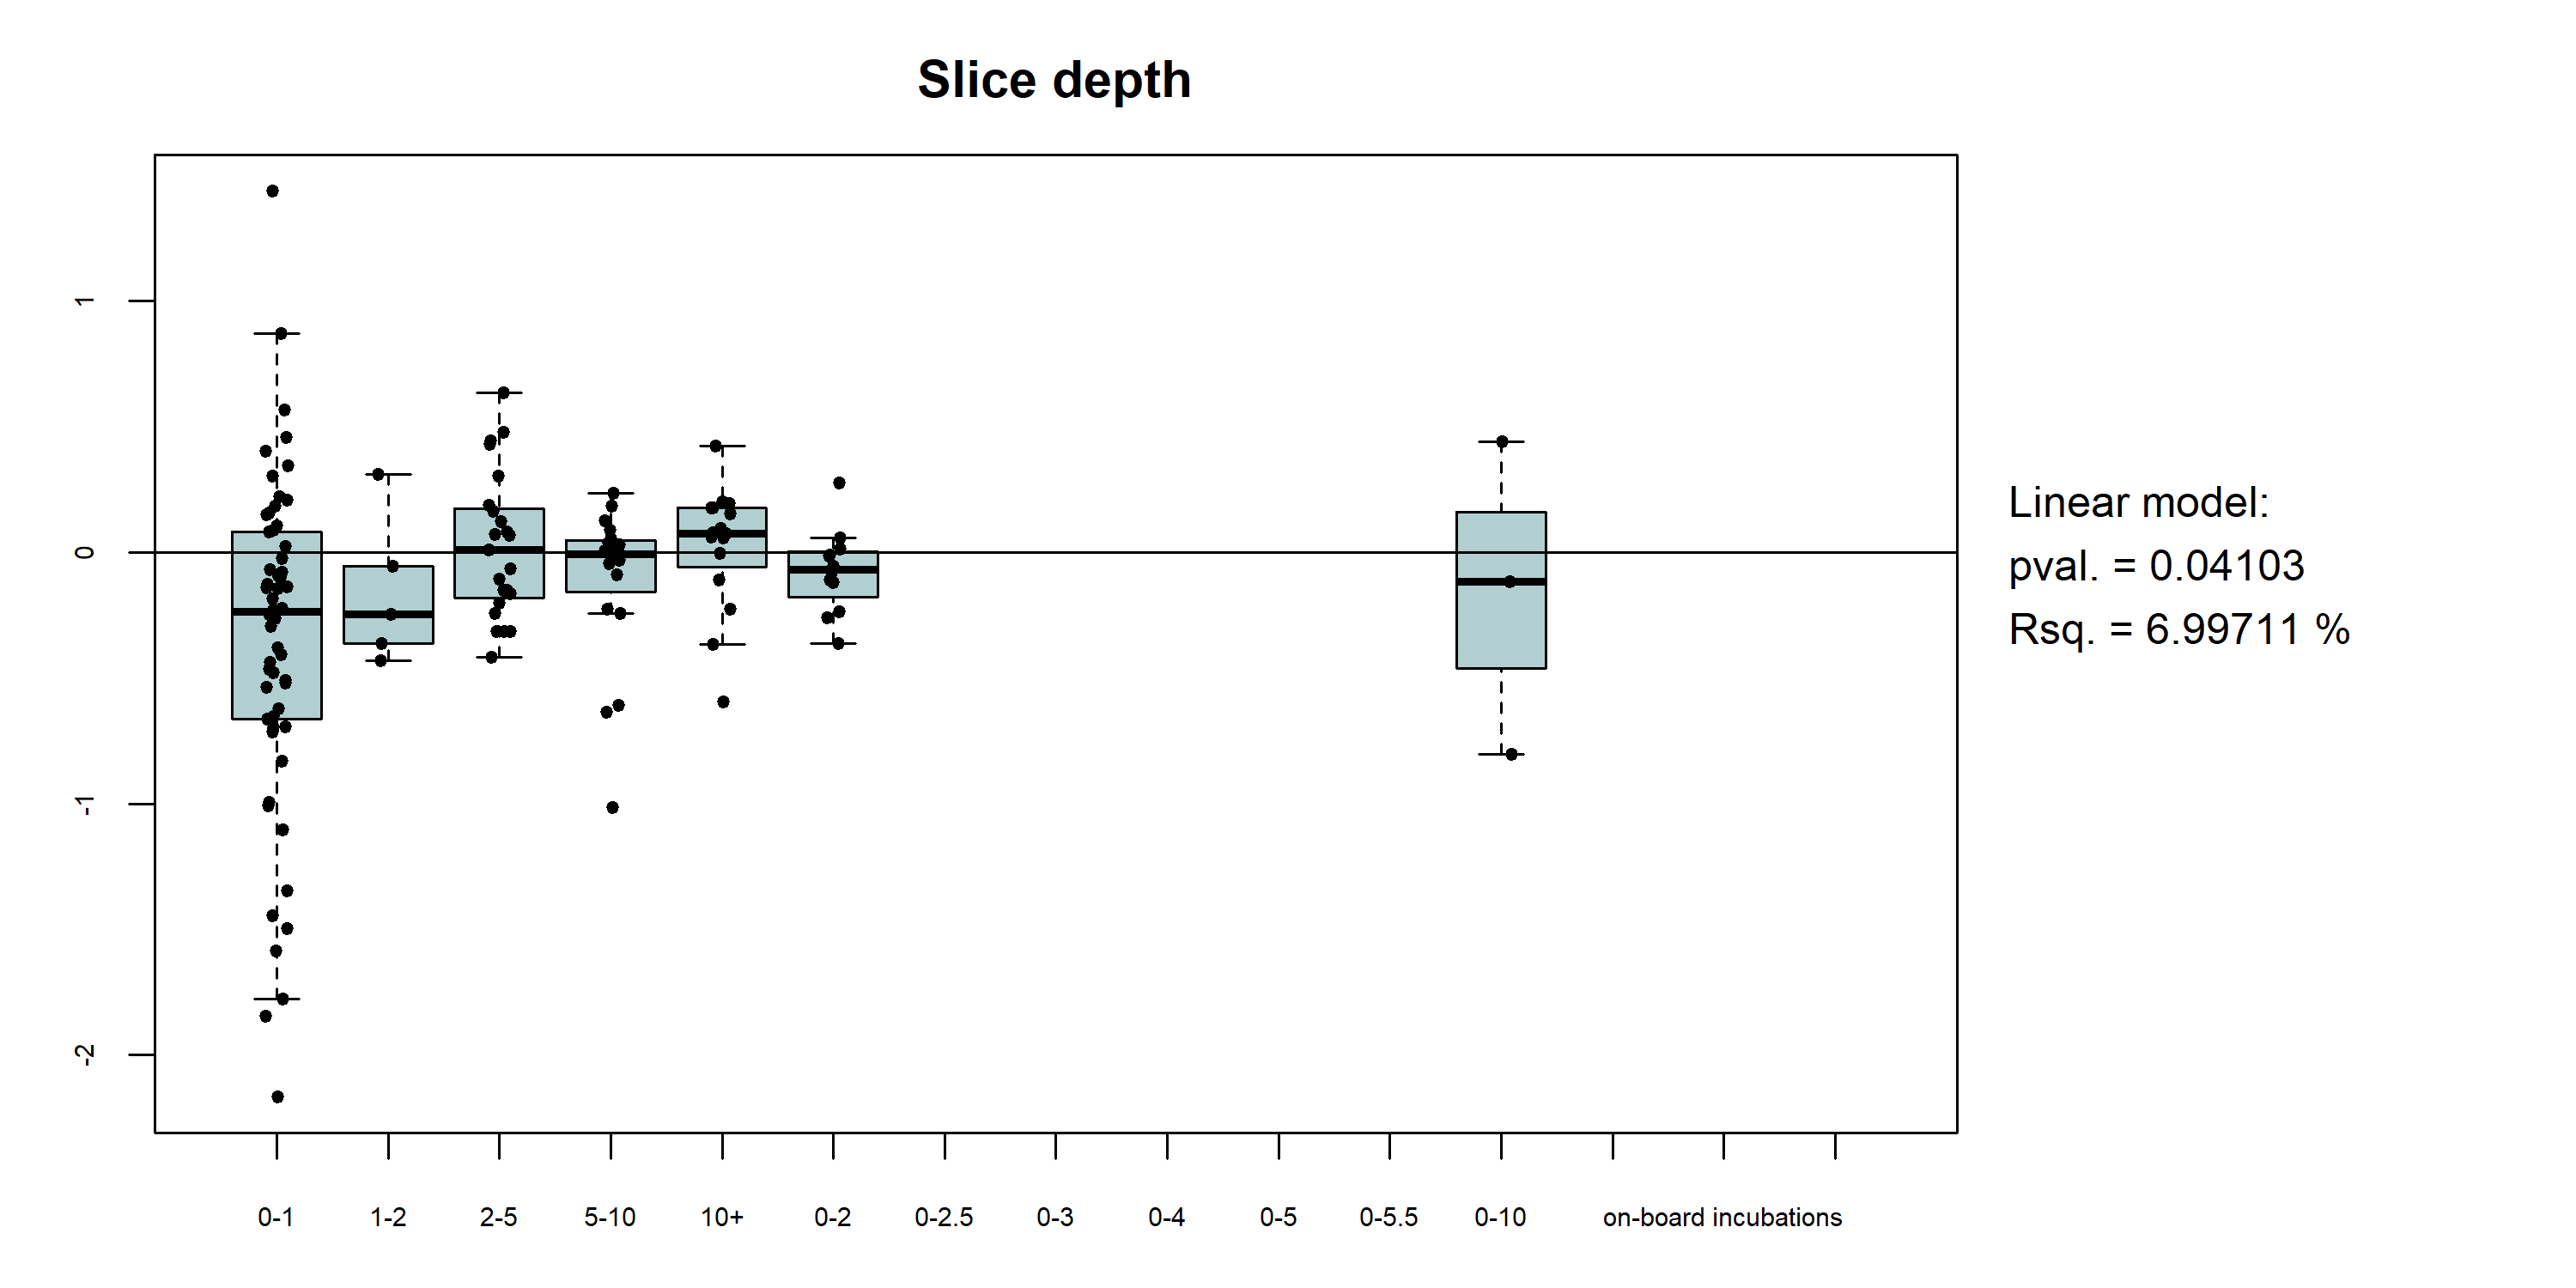 Slice depth
1
0
-1
-2
Linear model:
pval. = 0.04103
Rsq. = 6.99711 %
0-1 1-2 2-5 5-10 10+ 0-2 0-2.5 0-3 0-4 0-5 0-5.5 0-10 on-board incubations